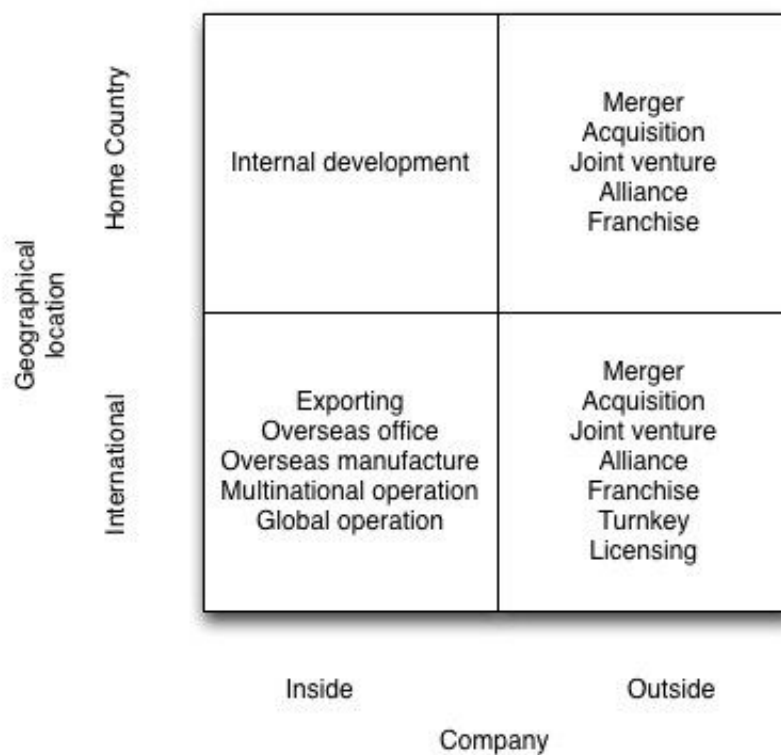 Geographical
location
Home Country
Internal development
Merger
Acquisition
Joint venture
Alliance
Franchise
International
Exporting
Overseas office
Overseas manufacture
Multinational operation
Global operation
Merger
Acquisition
Joint venture
Alliance
Franchise
Turnkey
Licensing
Inside
Outside
Company